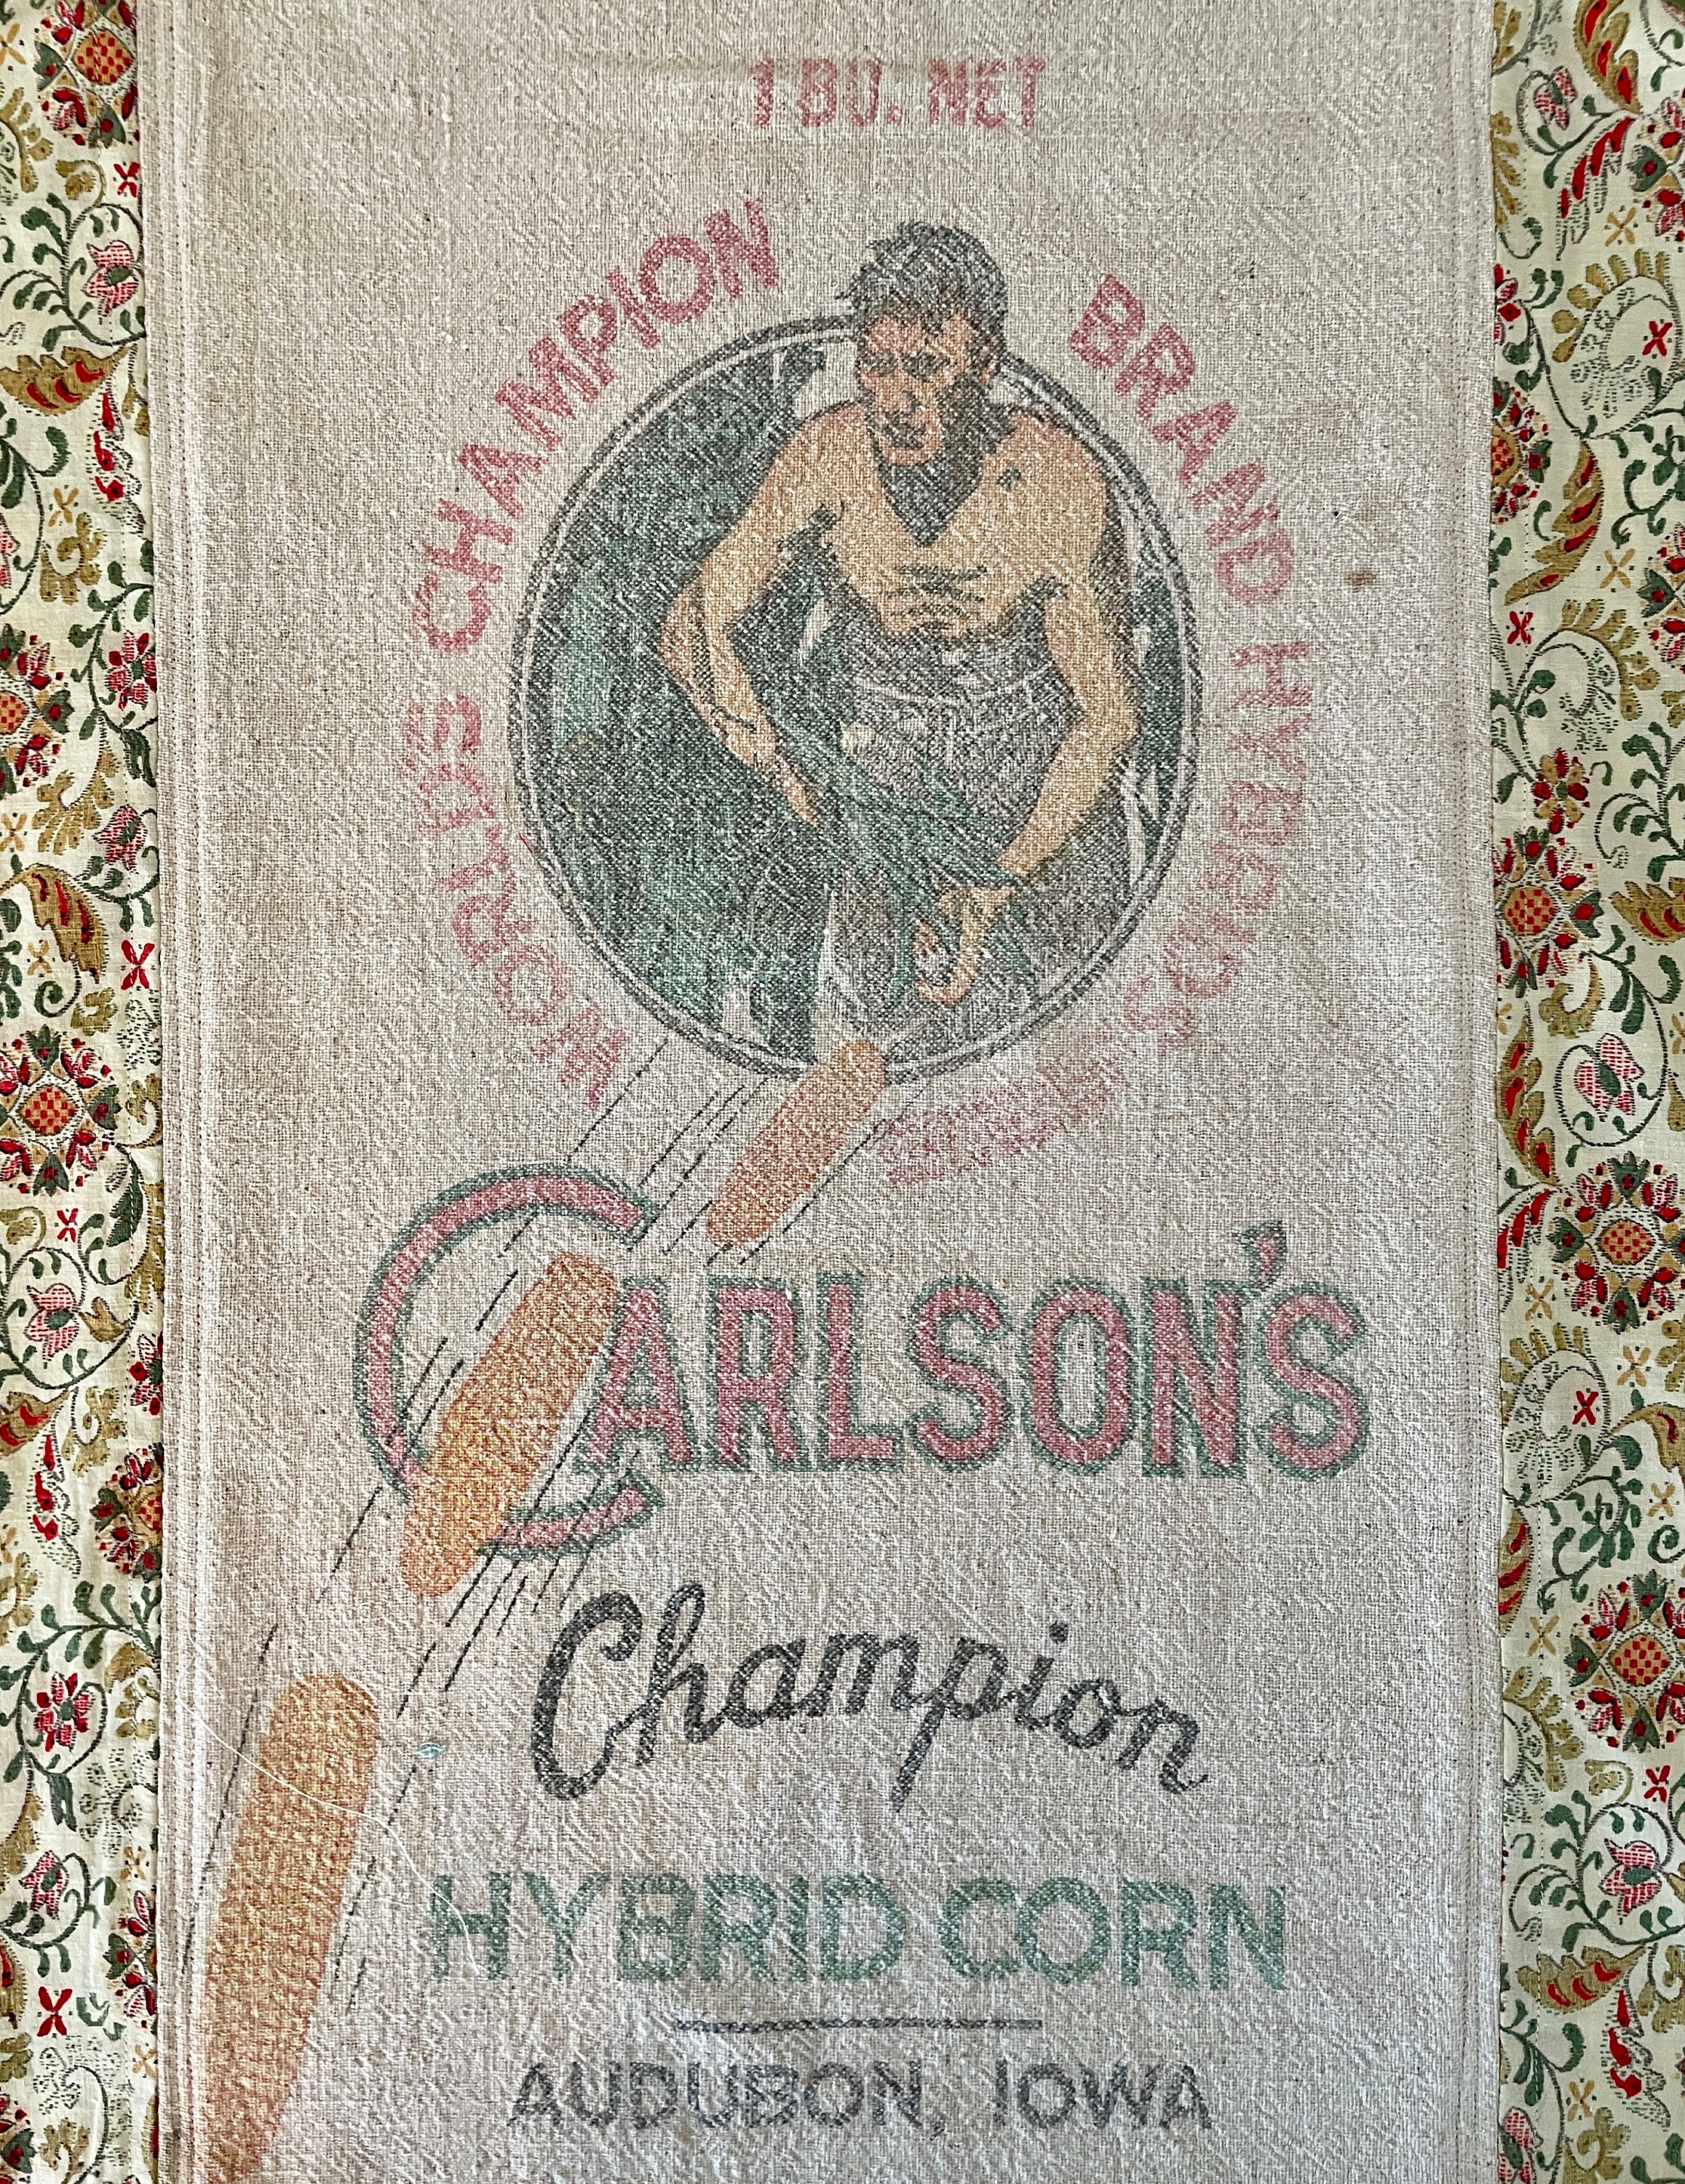 1 BU. NET
WORLD'S CHAMPION BRAND HYBRIDS
CARLSON'S
Champion
HYBRID CORN
AUDUBON, IOWA